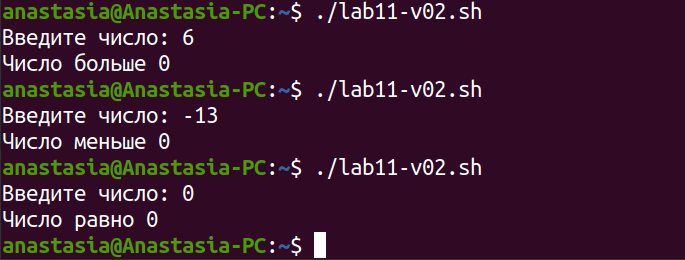 anastasia@Anastasia-PC:~$ ./lab11-v02.sh
Введите число: 6
Число больше 0
anastasia@Anastasia-PC:~$ ./lab11-v02.sh
Введите число: -13
Число меньше 0
anastasia@Anastasia-PC:~$ ./lab11-v02.sh
Введите число: 0
Число равно 0
anastasia@Anastasia-PC:~$